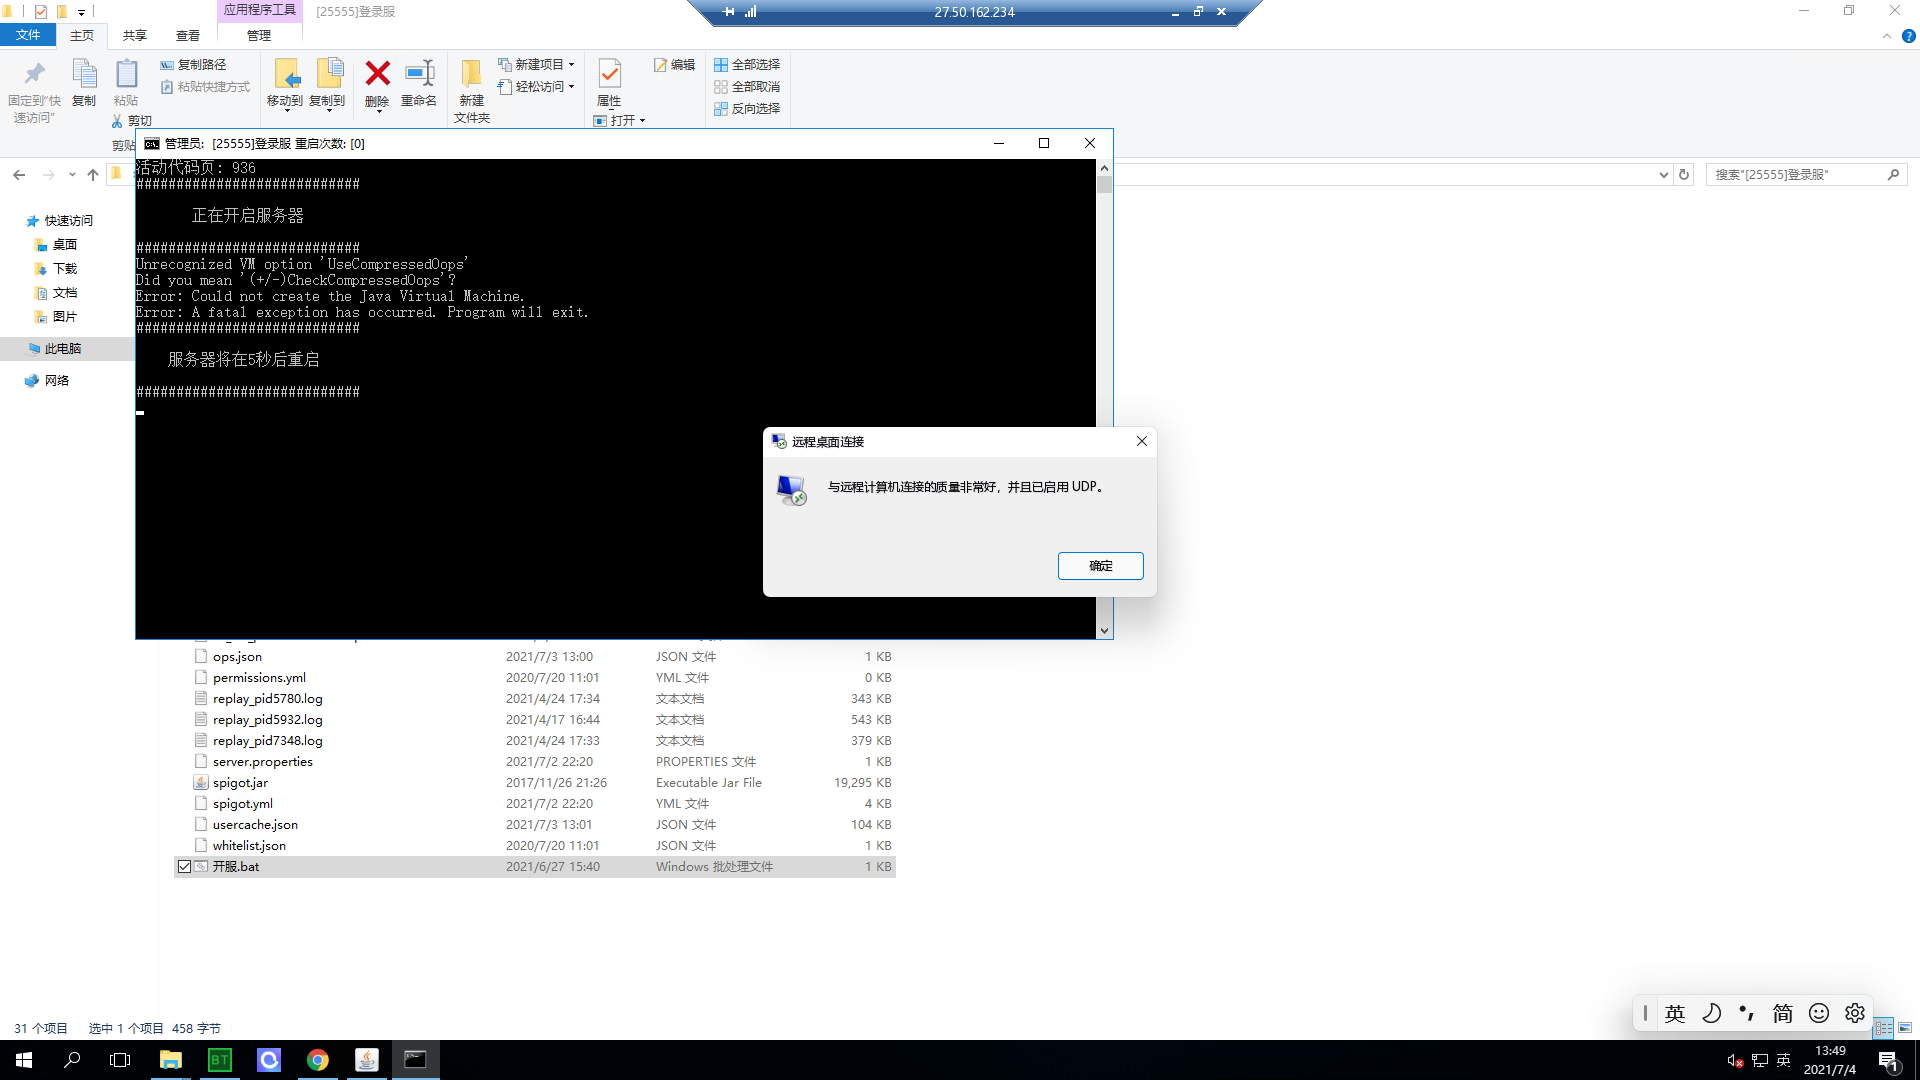 应用程序工具
[25555]登录服
27.50.162.234
文件
主页
共享
查看
管理
固定到"快
速访问"
复制
粘贴
复制路径
粘贴快捷方式
剪切
剪贴
移动到
复制到
删除
重命名
新建
文件夹
新建项目
轻松访问
属性
打开
编辑
全部选择
全部取消
反向选择
管理员: [25555]登录服 重启次数: [0]
搜索"[25555]登录服"
活动代码页: 936
############################
正在开启服务器
############################
Unrecognized VM option 'UseCompressedOops'
Did you mean '(+/-)CheckCompressedOops'?
Error: Could not create the Java Virtual Machine.
Error: A fatal exception has occurred. Program will exit.
############################
服务器将在5秒后重启
############################
快速访问
桌面
下载
文档
图片
此电脑
网络
远程桌面连接
与远程计算机连接的质量非常好，并且已启用 UDP。
确定
ops.json 2021/7/3 13:00 JSON 文件 1 KB
permissions.yml 2020/7/20 11:01 YML 文件 0 KB
replay_pid5780.log 2021/4/24 17:34 文本文档 343 KB
replay_pid5932.log 2021/4/17 16:44 文本文档 543 KB
replay_pid7348.log 2021/4/24 17:33 文本文档 379 KB
server.properties 2021/7/2 22:20 PROPERTIES 文件 1 KB
spigot.jar 2017/11/26 21:26 Executable Jar File 19,295 KB
spigot.yml 2021/7/2 22:20 YML 文件 4 KB
usercache.json 2021/7/3 13:01 JSON 文件 104 KB
whitelist.json 2020/7/20 11:01 JSON 文件 1 KB
开服.bat 2021/6/27 15:40 Windows 批处理文件 1 KB
31 个项目 选中 1 个项目 458 字节
英 简
BT
英
13:49
2021/7/4
1